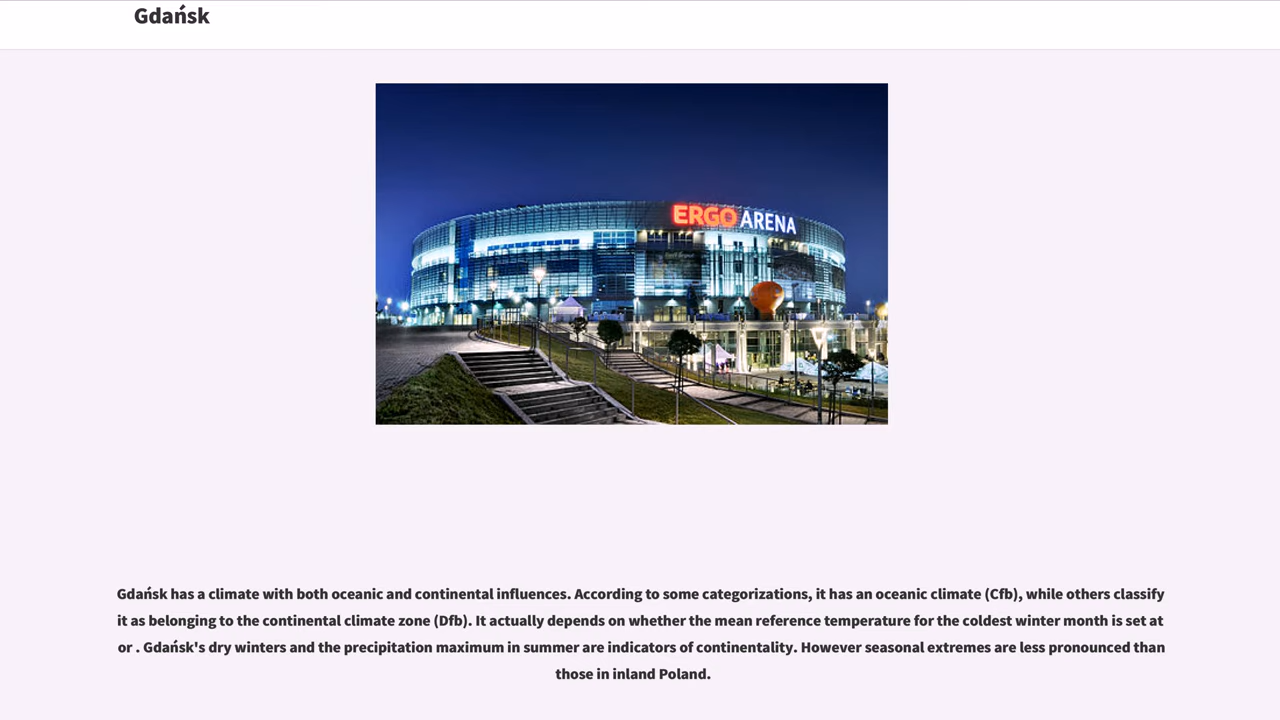 Gdańsk
ERGO ARENA
Gdańsk has a climate with both oceanic and continental influences. According to some categorizations, it has an oceanic climate (Cfb), while others classify
it as belonging to the continental climate zone (Dfb). It actually depends on whether the mean reference temperature for the coldest winter month is set at
or . Gdańsk's dry winters and the precipitation maximum in summer are indicators of continentality. However seasonal extremes are less pronounced than
those in inland Poland.